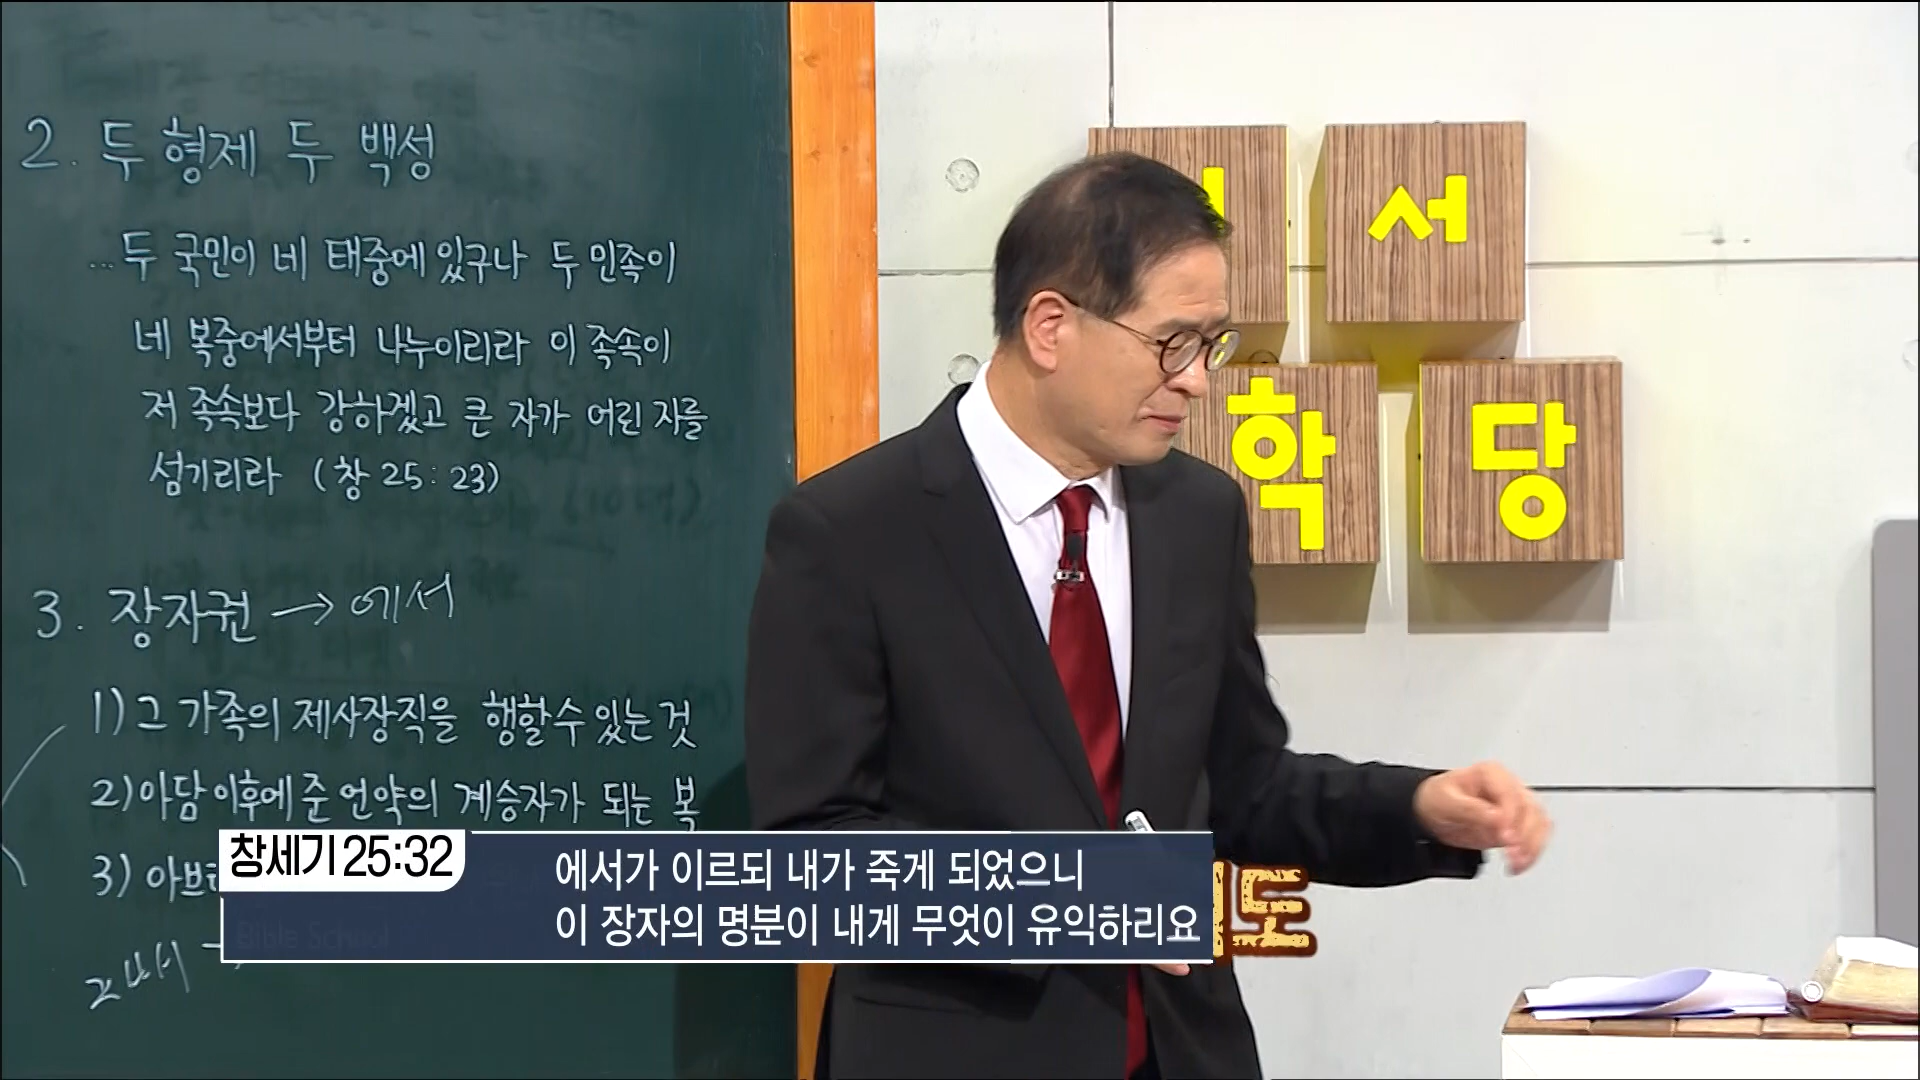 2. 두 형제 두 백성
...두 국민이 네 태중에 있구나 두 민족이
네 복중에서부터 나누이리라 이 족속이
저 족속보다 강하겠고 큰 자가 어린 자를
섬기리라 (창 25:23)
3. 장자권 → 에서
1) 그 가족의 제사장직을 행할 수 있는 것
2) 아담 이후에 준 언약의 계승자가 되는 복
3) 아브
서
학 당
창세기 25:32
에서가 이르되 내가 죽게 되었으니
이 장자의 명분이 내게 무엇이 유익하리요
Bible School
도